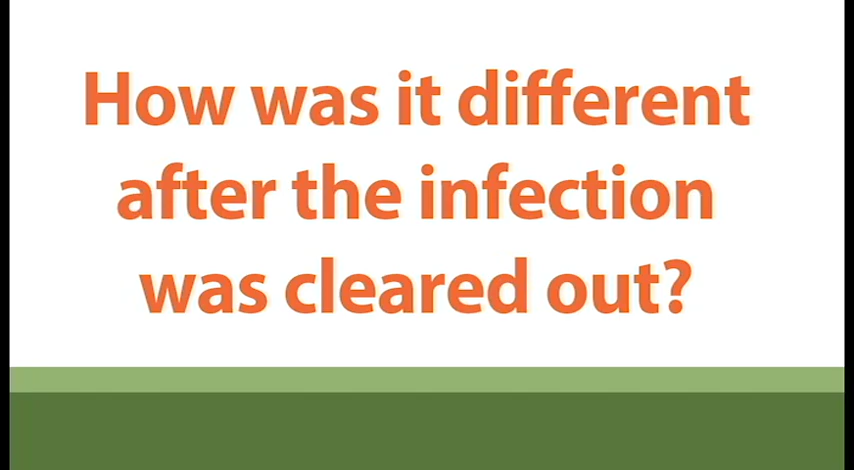 How was it different
after the infection
was cleared out?